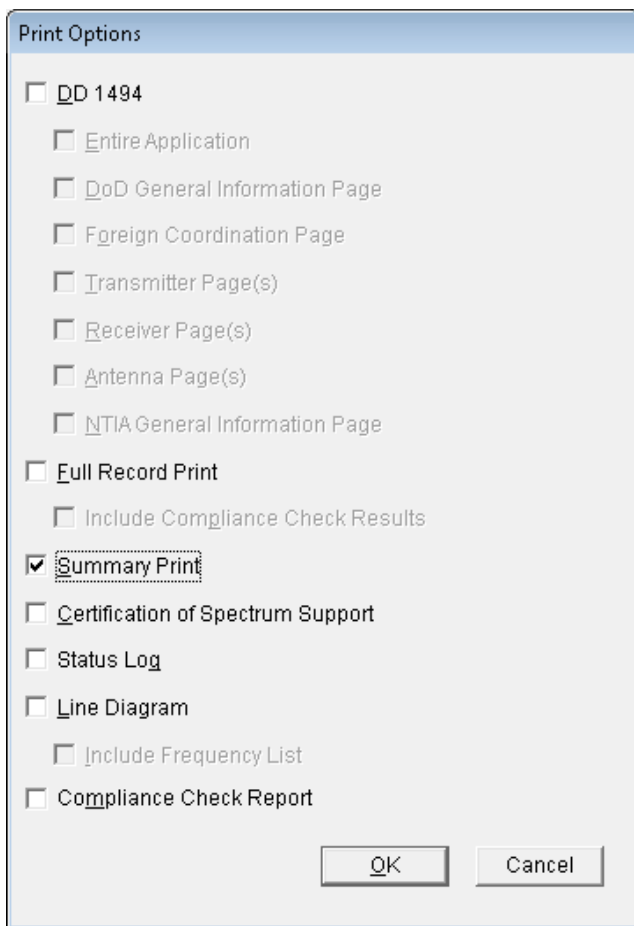 Print Options
DD 1494
Entire Application
DoD General Information Page
Foreign Coordination Page
Transmitter Page(s)
Receiver Page(s)
Antenna Page(s)
NTIA General Information Page
Full Record Print
Include Compliance Check Results
Summary Print
Certification of Spectrum Support
Status Log
Line Diagram
Include Frequency List
Compliance Check Report
OK Cancel